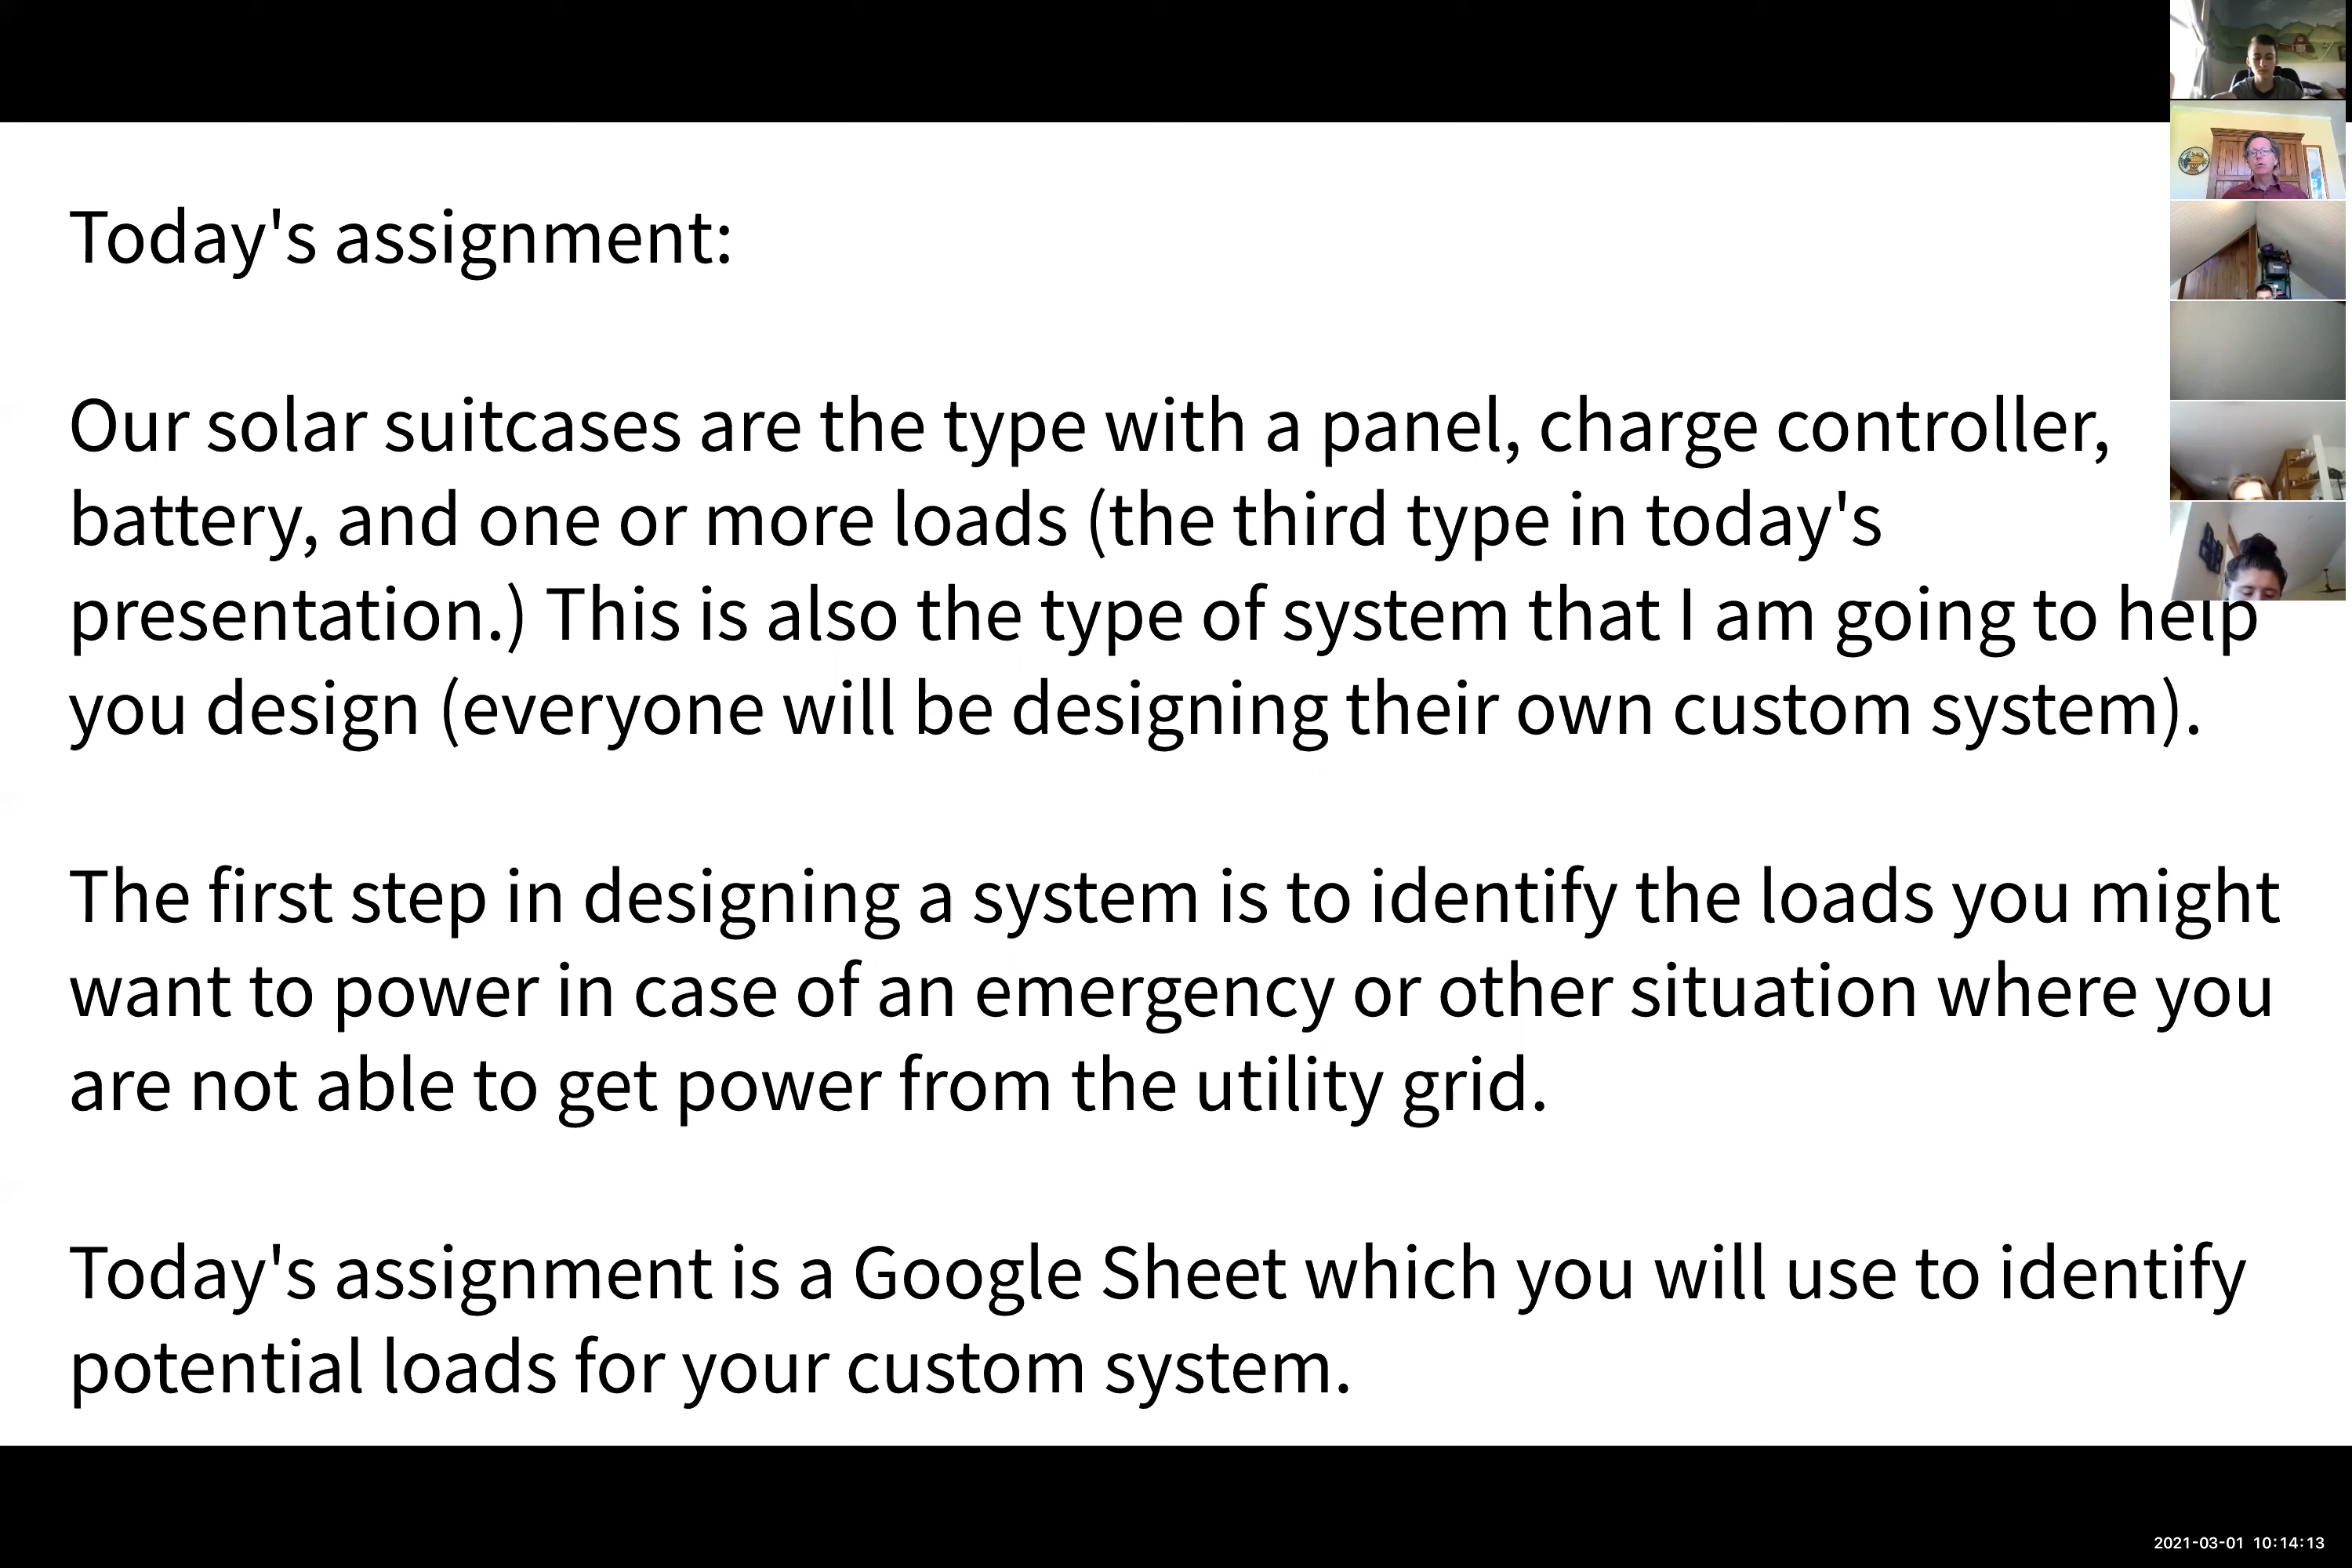 Today's assignment:
Our solar suitcases are the type with a panel, charge controller,
battery, and one or more loads (the third type in today's
presentation.) This is also the type of system that I am going to help
you design (everyone will be designing their own custom system).
The first step in designing a system is to identify the loads you might
want to power in case of an emergency or other situation where you
are not able to get power from the utility grid.
Today's assignment is a Google Sheet which you will use to identify
potential loads for your custom system.
2021-03-01 10:14:13